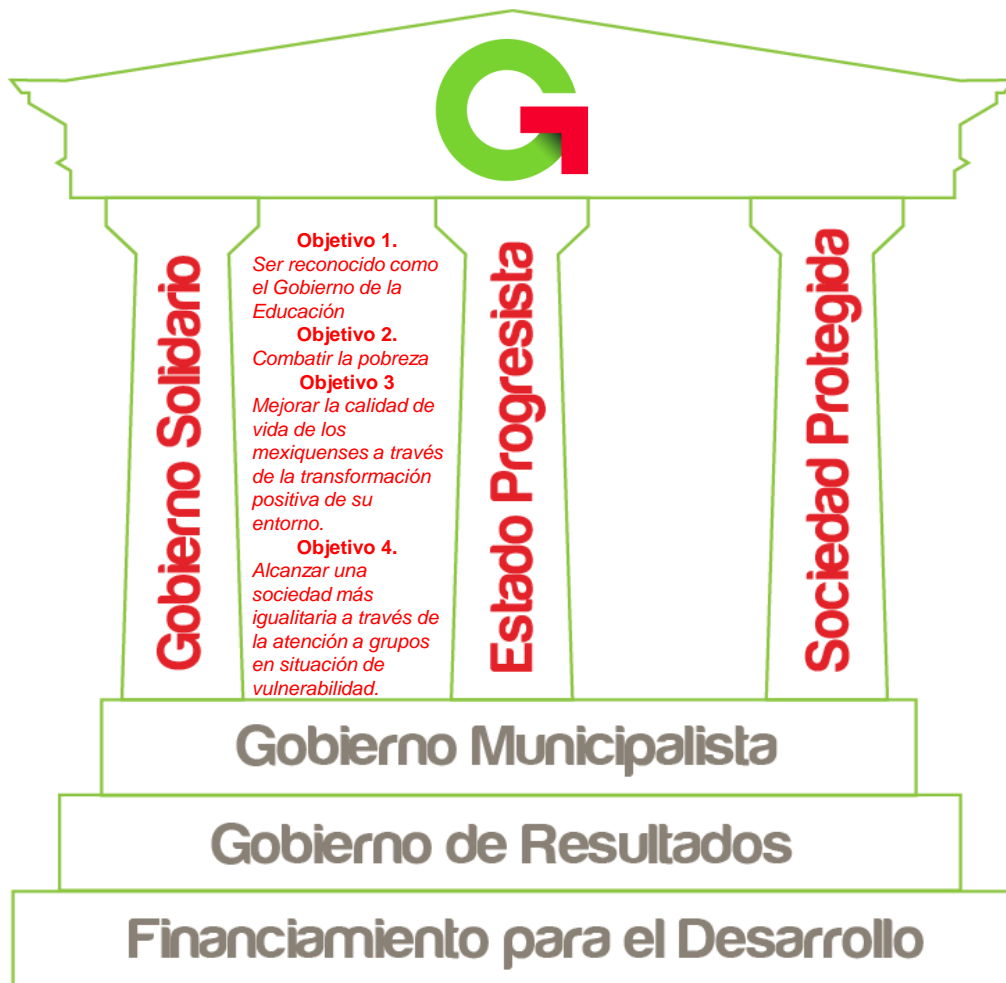 Gobierno Solidario
Objetivo 1.
Ser reconocido como
el Gobierno de la
Educación
Objetivo 2.
Combatir la pobreza
Objetivo 3
Mejorar la calidad de
vida de los
mexiquenses a través
de la transformación
positiva de su
entorno.
Objetivo 4.
Alcanzar una
sociedad más
igualitaria a través de
la atención a grupos
en situación de
vulnerabilidad.
Estado Progresista
Sociedad Protegida
Gobierno Municipalista
Gobierno de Resultados
Financiamiento para el Desarrollo